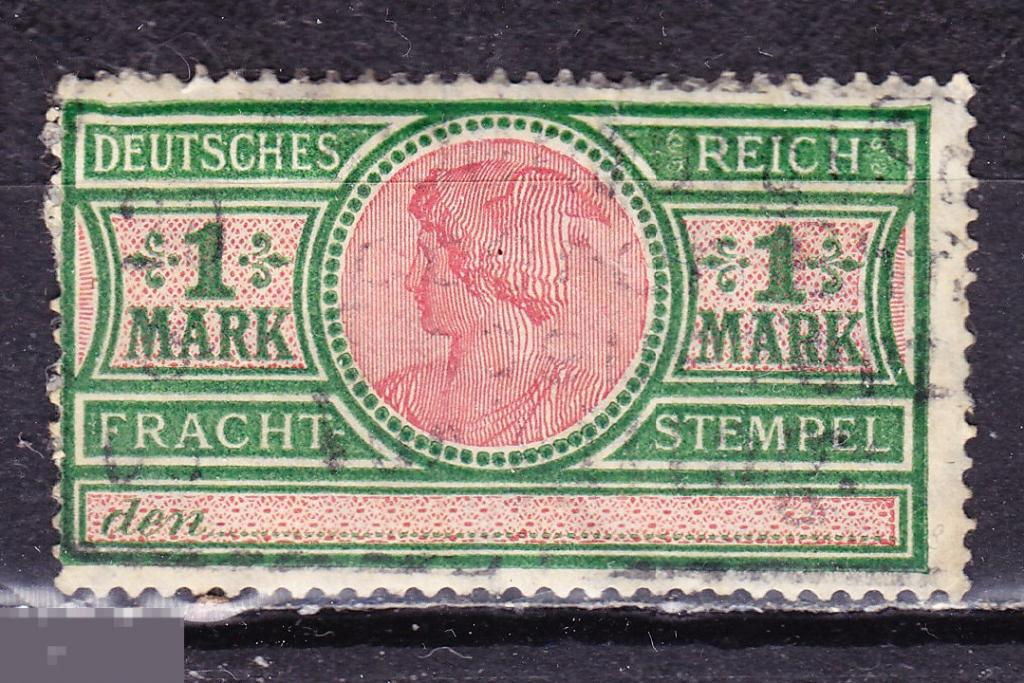 DEUTSCHES REICH
1 1
MARK MARK
FRACHT- STEMPEL
den